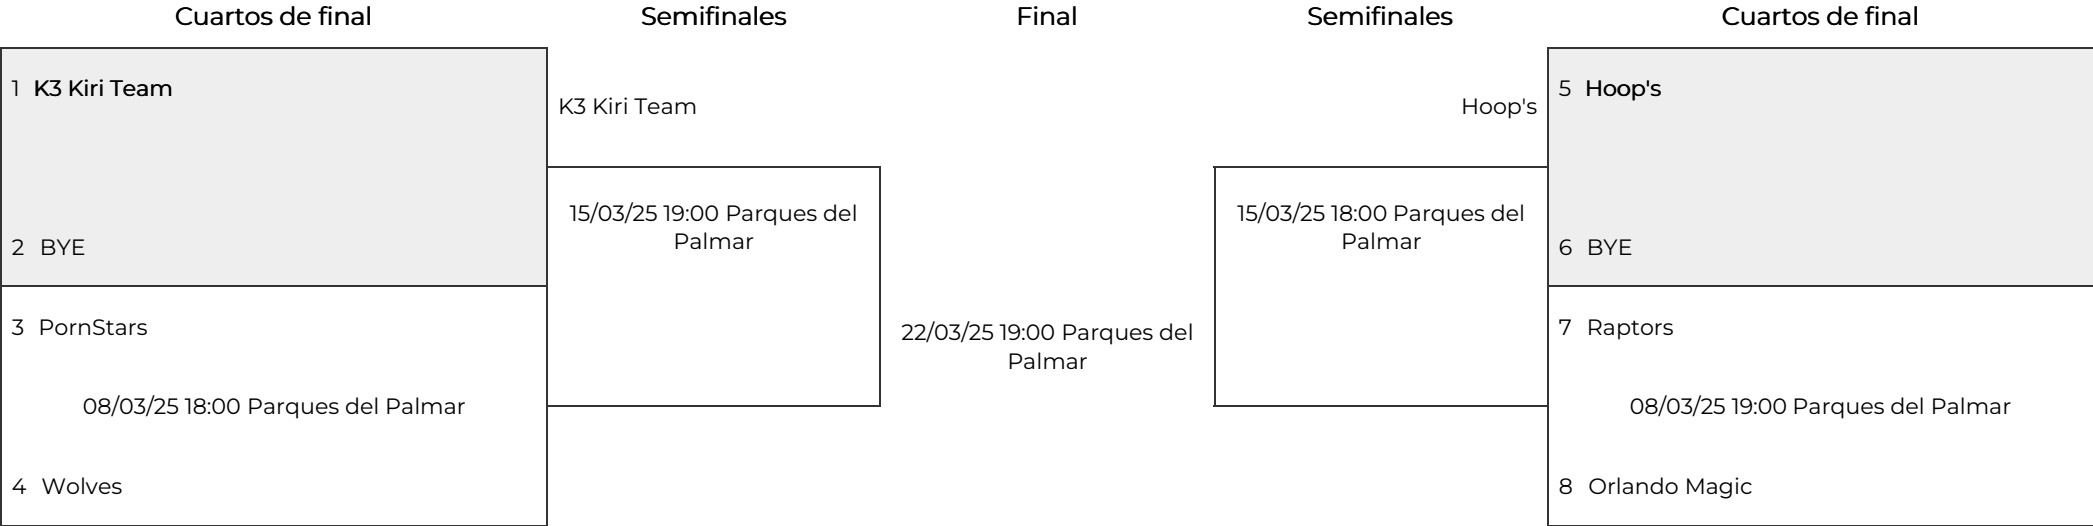 Cuartos de final
Semifinales
Final
Semifinales
Cuartos de final
1 K3 Kiri Team
2 BYE
3 PornStars
08/03/25 18:00 Parques del Palmar
4 Wolves
K3 Kiri Team
15/03/25 19:00 Parques del
Palmar
22/03/25 19:00 Parques del
Palmar
Hoop's
15/03/25 18:00 Parques del
Palmar
5 Hoop's
6 BYE
7 Raptors
08/03/25 19:00 Parques del Palmar
8 Orlando Magic